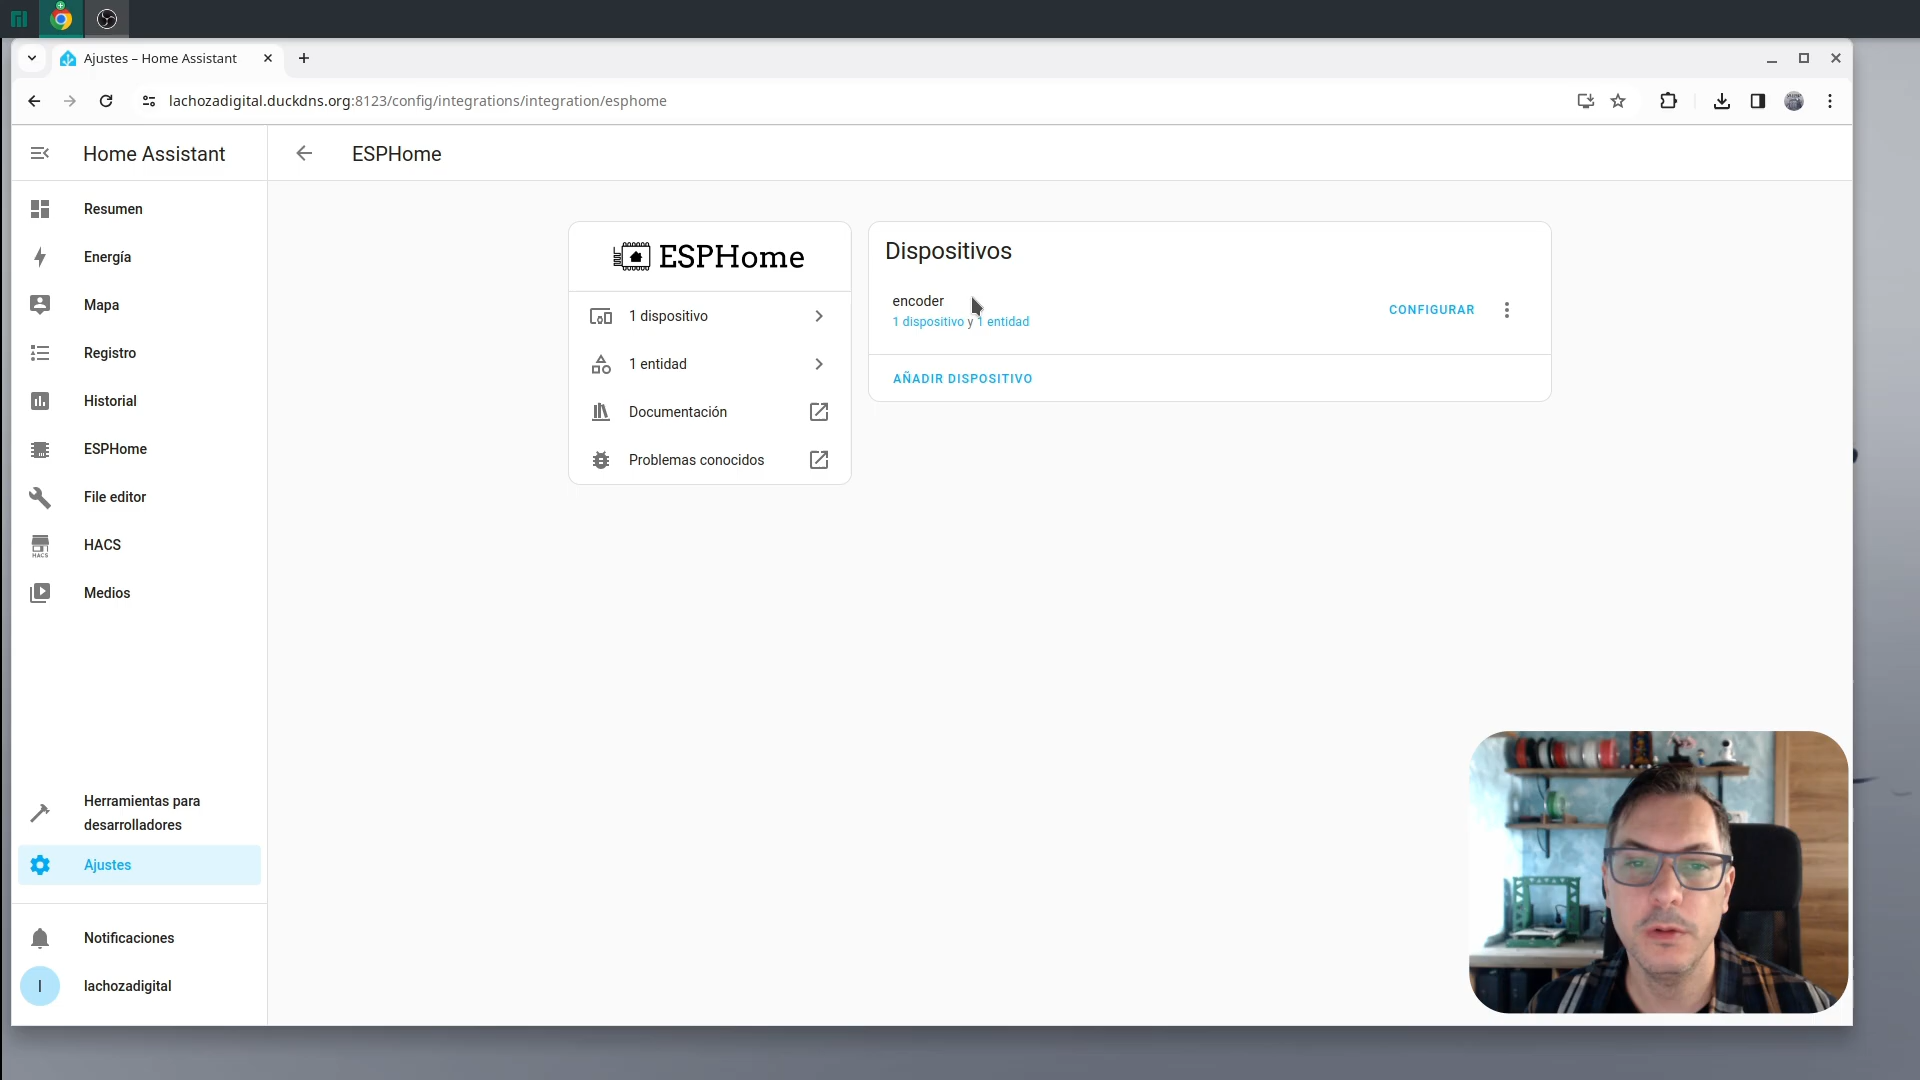 Ajustes – Home Assistant
lachozadigital.duckdns.org:8123/config/integrations/integration/esphome
Home Assistant
ESPHome
Resumen
Energía
Mapa
Registro
Historial
ESPHome
File editor
HACS
HACS
Medios
Herramientas para
desarrolladores
Ajustes
Notificaciones
l
lachozadigital
ESPHome
1 dispositivo
1 entidad
Documentación
Problemas conocidos
Dispositivos
encoder
1 dispositivo y 1 entidad
CONFIGURAR
AÑADIR DISPOSITIVO